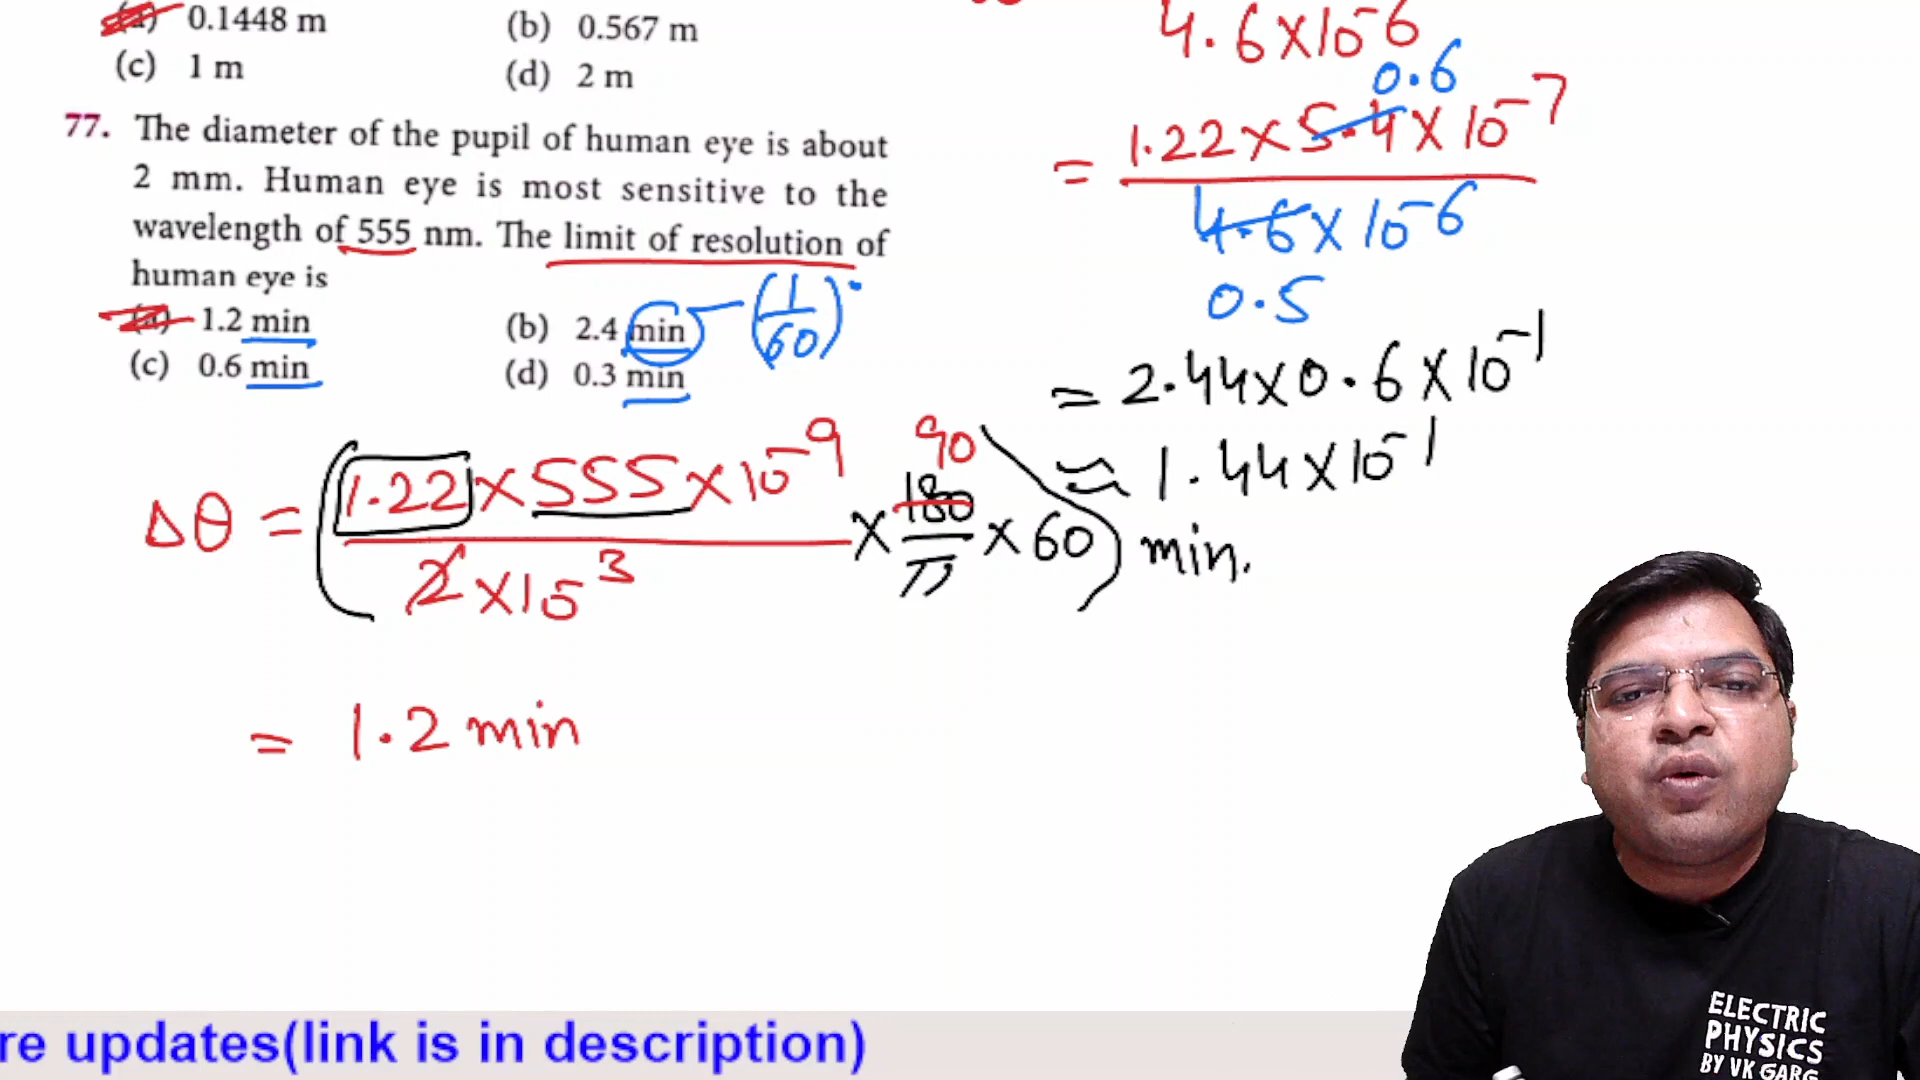 (a) 0.1448 m (b) 0.567 m
(c) 1 m (d) 2 m
77. The diameter of the pupil of human eye is about
2 mm. Human eye is most sensitive to the
wavelength of 555 nm. The limit of resolution of
human eye is
(a) 1.2 min (b) 2.4 min (1/60)°
(c) 0.6 min (d) 0.3 min
4.6×10^-6
0.6
= 1.22×5.4×10^-7
4.6×10^-6
0.5
= 2.44×0.6×10^-1
≈ 1.44×10^-1
90
Δθ = (1.22×555×10^-9 / 2×10^3 × 180/π × 60) min.
= 1.2 min
re updates(link is in description)
ELECTRIC
PHYSICS
BY VK GARG